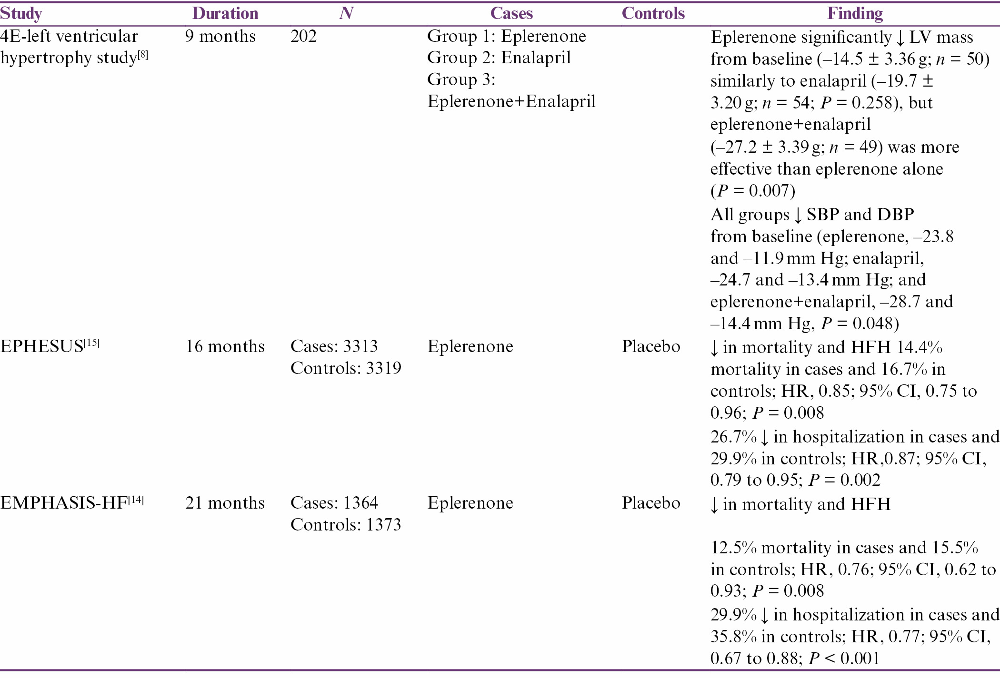 Study Duration N Cases Controls Finding
4E-left ventricular
hypertrophy study[8]
9 months
202
Group 1: Eplerenone
Group 2: Enalapril
Group 3:
Eplerenone+Enalapril
Eplerenone significantly ↓ LV mass
from baseline (–14.5 ± 3.36 g; n = 50)
similarly to enalapril (–19.7 ±
3.20 g; n = 54; P = 0.258), but
eplerenone+enalapril
(–27.2 ± 3.39 g; n = 49) was more
effective than eplerenone alone
(P = 0.007)
All groups ↓ SBP and DBP
from baseline (eplerenone, –23.8
and –11.9 mm Hg; enalapril,
–24.7 and –13.4 mm Hg; and
eplerenone+enalapril, –28.7 and
–14.4 mm Hg, P = 0.048)
EPHESUS[15]
16 months
Cases: 3313
Controls: 3319
Eplerenone
Placebo
↓ in mortality and HFH 14.4%
mortality in cases and 16.7% in
controls; HR, 0.85; 95% CI, 0.75 to
0.96; P = 0.008
26.7% ↓ in hospitalization in cases and
29.9% in controls; HR,0.87; 95% CI,
0.79 to 0.95; P = 0.002
EMPHASIS-HF[14]
21 months
Cases: 1364
Controls: 1373
Eplerenone
Placebo
↓ in mortality and HFH
12.5% mortality in cases and 15.5%
in controls; HR, 0.76; 95% CI, 0.62 to
0.93; P = 0.008
29.9% ↓ in hospitalization in cases and
35.8% in controls; HR, 0.77; 95% CI,
0.67 to 0.88; P < 0.001